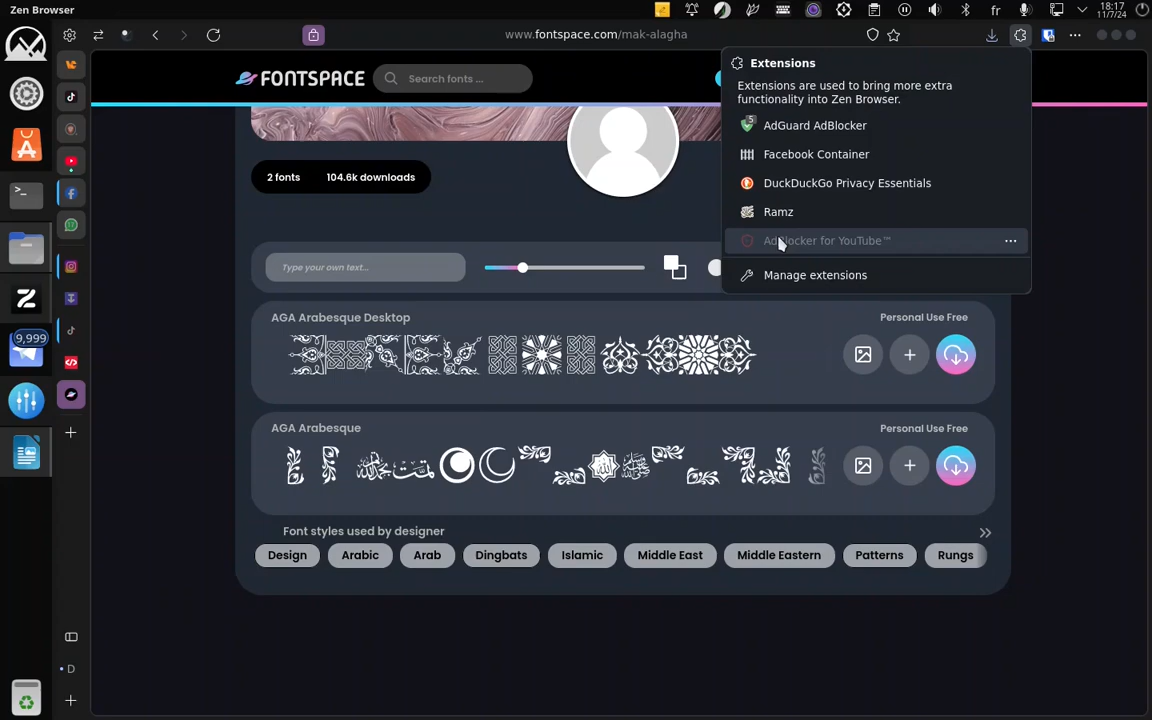 Zen Browser
fr
18:17
11/7/24
www.fontspace.com/mak-alagha
FONTSPACE
Search fonts ...
Extensions
Extensions are used to bring more extra
functionality into Zen Browser.
5
AdGuard AdBlocker
Facebook Container
DuckDuckGo Privacy Essentials
Ramz
AdBlocker for YouTube™
Manage extensions
2 fonts
104.6k downloads
Type your own text...
AGA Arabesque Desktop
Personal Use Free
AGA Arabesque
Personal Use Free
Font styles used by designer
Design
Arabic
Arab
Dingbats
Islamic
Middle East
Middle Eastern
Patterns
Rungs
9,999
D